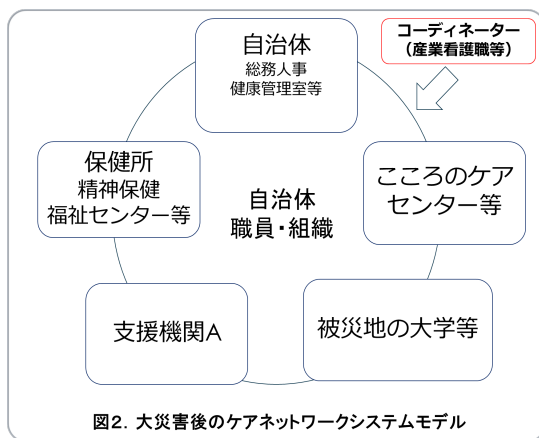 自治体
総務人事
健康管理室等
コーディネーター
（産業看護職等）
保健所
精神保健
福祉センター等
こころのケア
センター等
自治体
職員・組織
支援機関A
被災地の大学等
図2．大災害後のケアネットワークシステムモデル